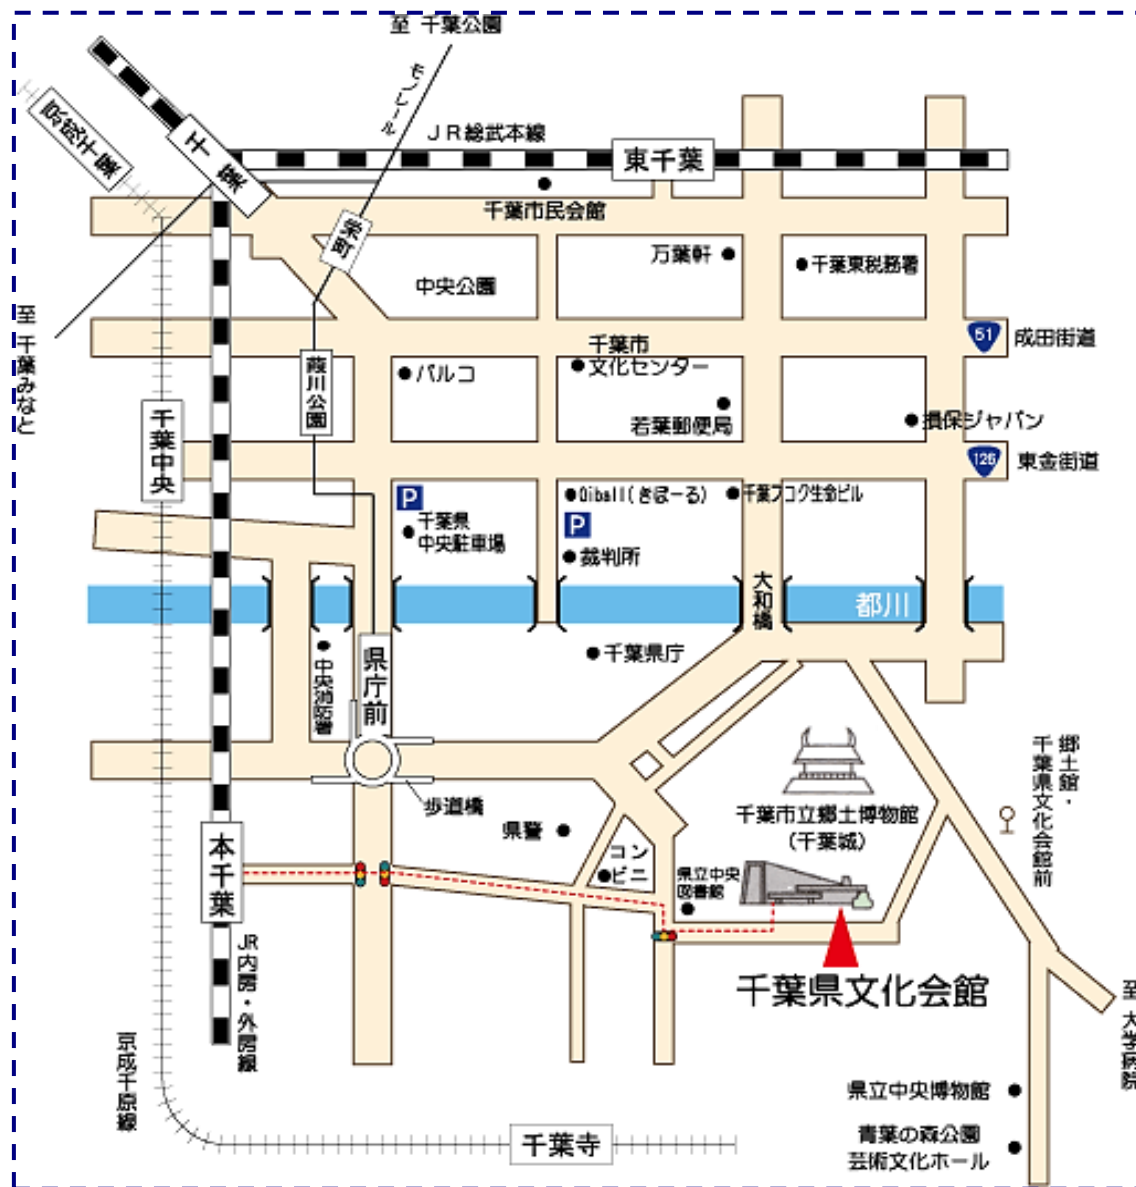 至 千葉公園
モノレール
JR総武本線
京成千葉
千葉
東千葉
千葉市民会館
栄町
万葉軒
千葉東税務署
中央公園
至 千葉みなと
千葉市
文化センター
51
成田街道
パルコ
葭川公園
若葉郵便局
損保ジャパン
千葉中央
126
東金街道
P
千葉県
中央駐車場
Qiball(きぼーる)
千葉フコク生命ビル
P
裁判所
大和橋
都川
千葉県庁
中央消防署
県庁前
歩道橋
郷土館・
千葉県文化会館前
千葉市立郷土博物館
(千葉城)
県警
コン
ビニ
本千葉
県立中央
図書館
千葉県文化会館
JR内房・外房線
至 大学病院
京成千原線
千葉寺
県立中央博物館
青葉の森公園
芸術文化ホール